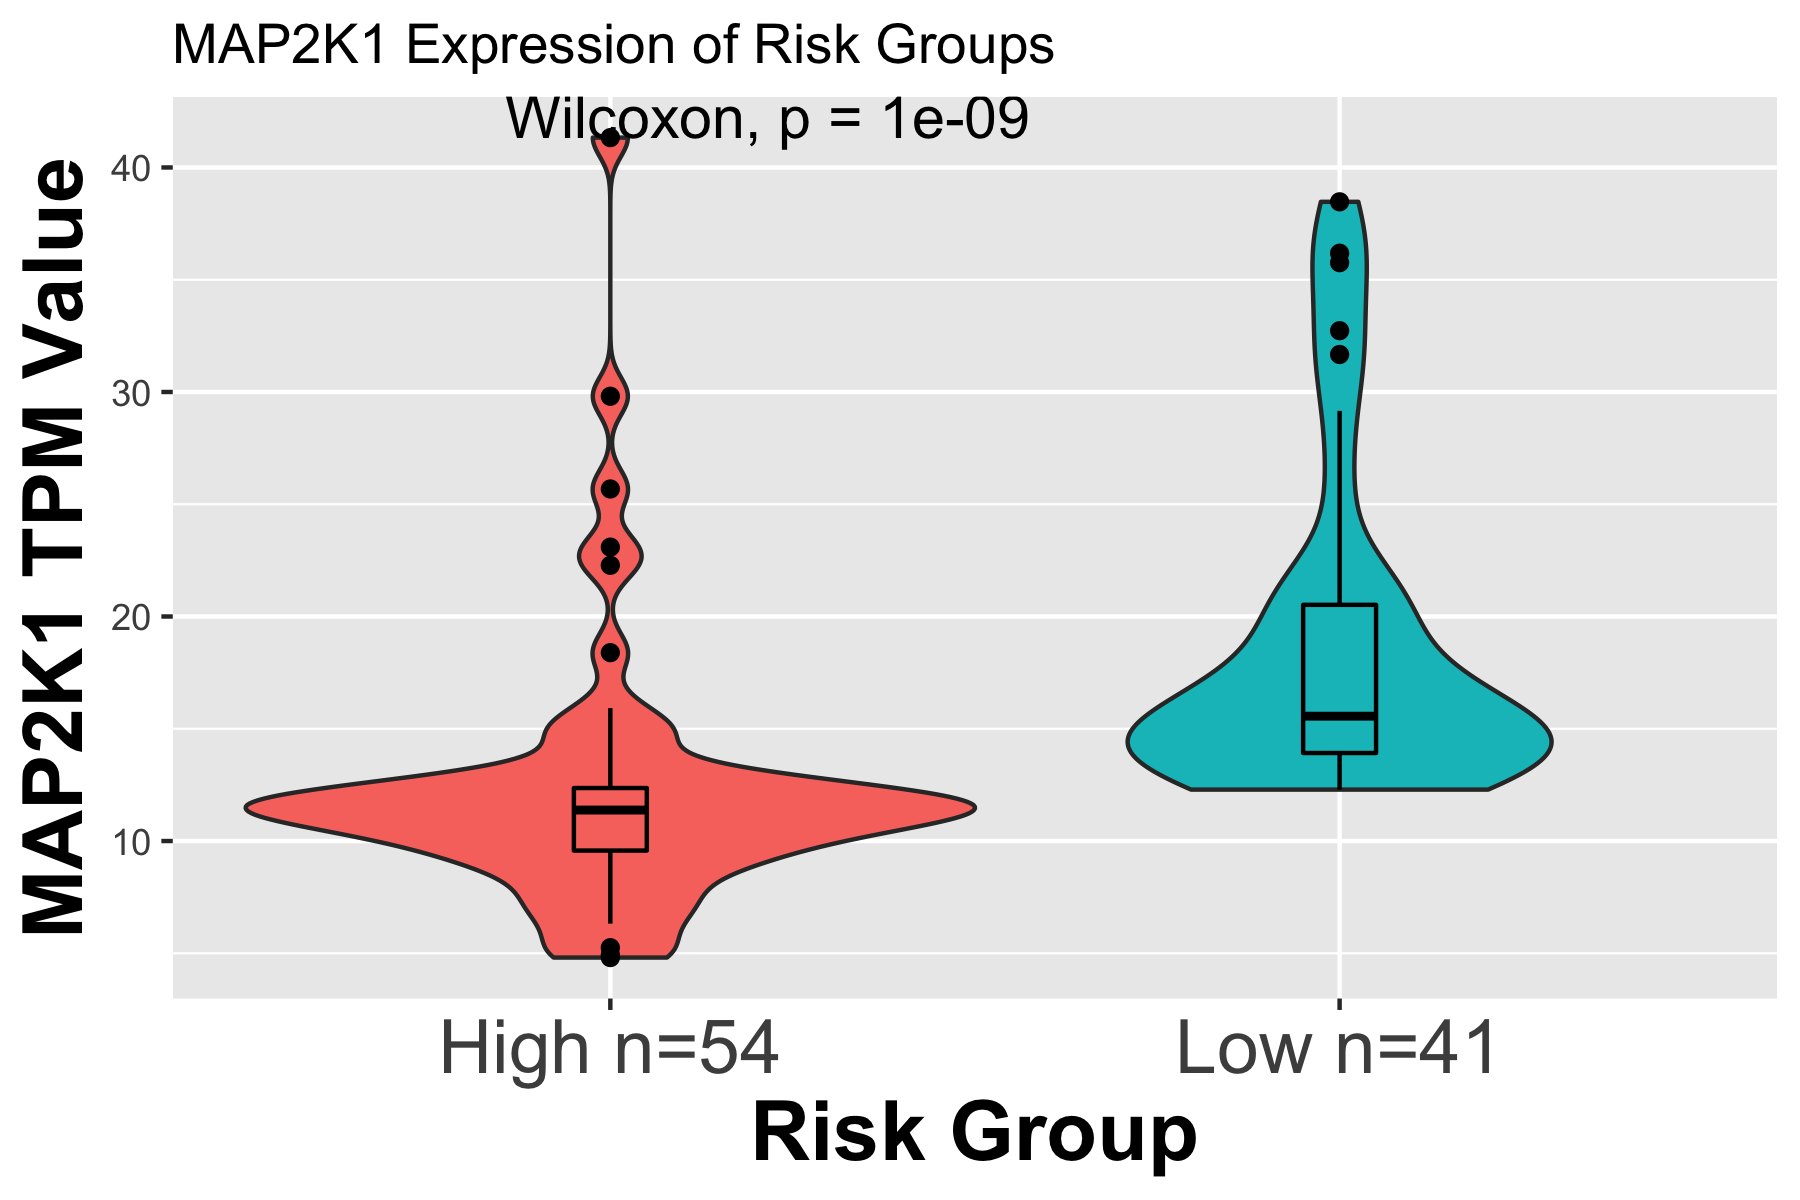 MAP2K1 Expression of Risk Groups
Wilcoxon, p = 1e-09
MAP2K1 TPM Value
40
30
20
10
High n=54
Low n=41
Risk Group